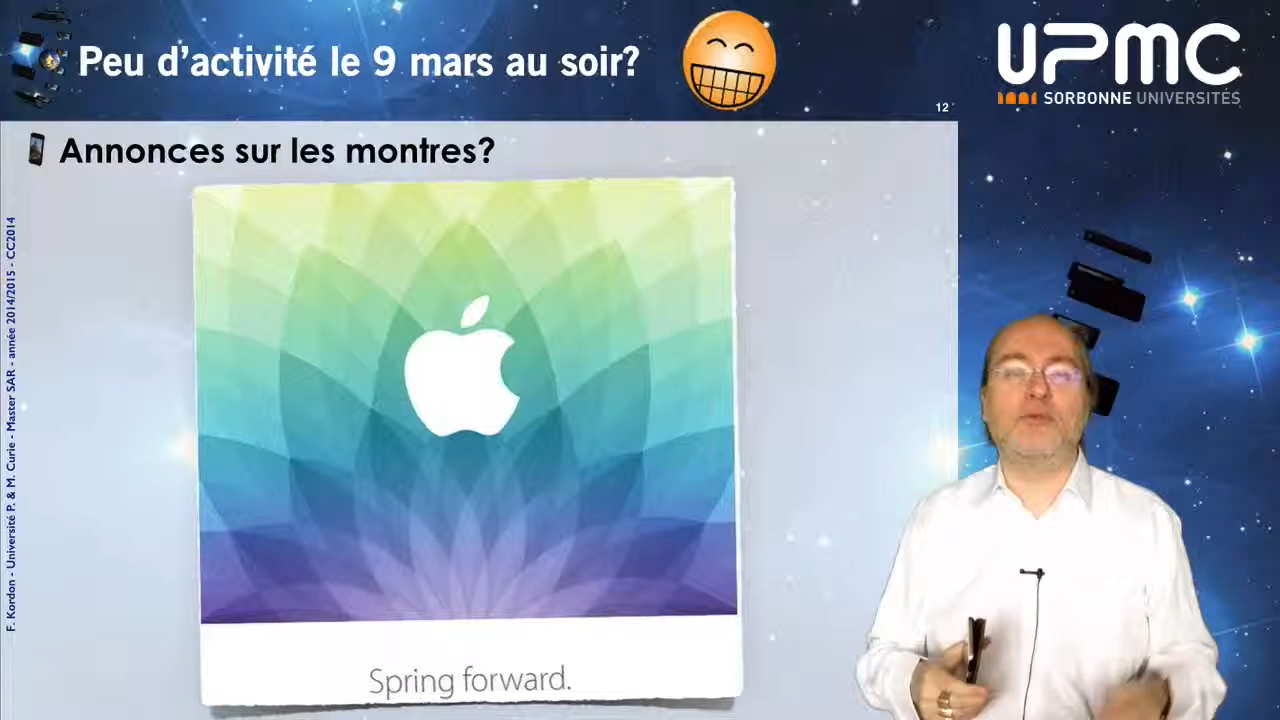 Peu d'activité le 9 mars au soir?
UPMC
SORBONNE UNIVERSITÉS
12
Annonces sur les montres?
Spring forward.
F. Kordon - Université P. & M. Curie - Master SAR - année 2014/2015 - CC2014